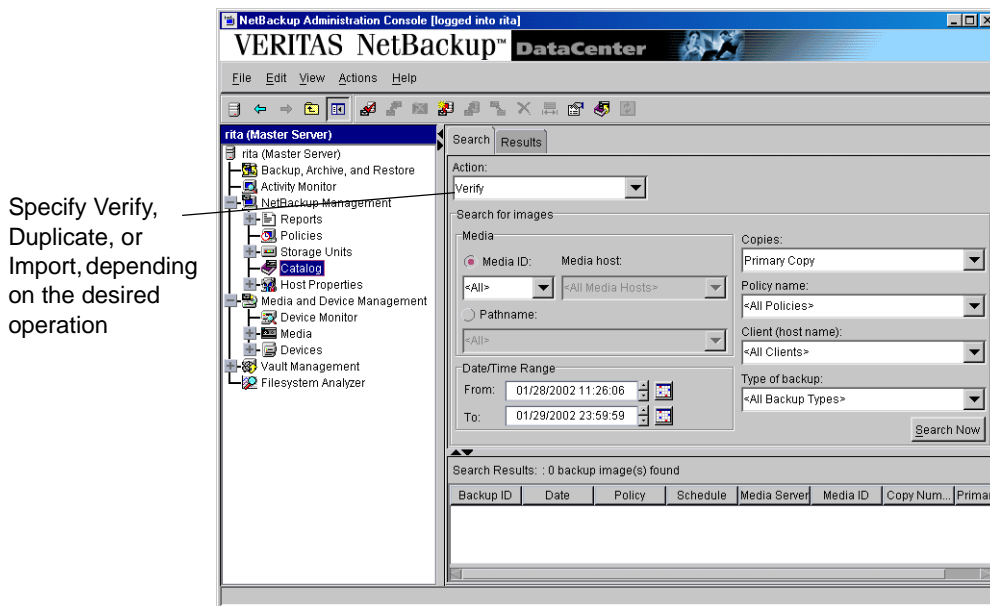 NetBackup Administration Console [logged into rita]
VERITAS NetBackup™ DataCenter
File Edit View Actions Help
rita (Master Server)
rita (Master Server)
Backup, Archive, and Restore
Activity Monitor
NetBackup Management
Reports
Policies
Storage Units
Catalog
Host Properties
Media and Device Management
Device Monitor
Media
Devices
Vault Management
Filesystem Analyzer
Specify Verify,
Duplicate, or
Import, depending
on the desired
operation
Search Results
Action:
Verify
Search for images
Media
Media ID: Media host:
<All> <All Media Hosts>
Pathname:
<All>
Date/Time Range
From: 01/28/2002 11:26:06
To: 01/29/2002 23:59:59
Copies:
Primary Copy
Policy name:
<All Policies>
Client (host name):
<All Clients>
Type of backup:
<All Backup Types>
Search Now
Search Results: : 0 backup image(s) found
Backup ID Date Policy Schedule Media Server Media ID Copy Num... Primar